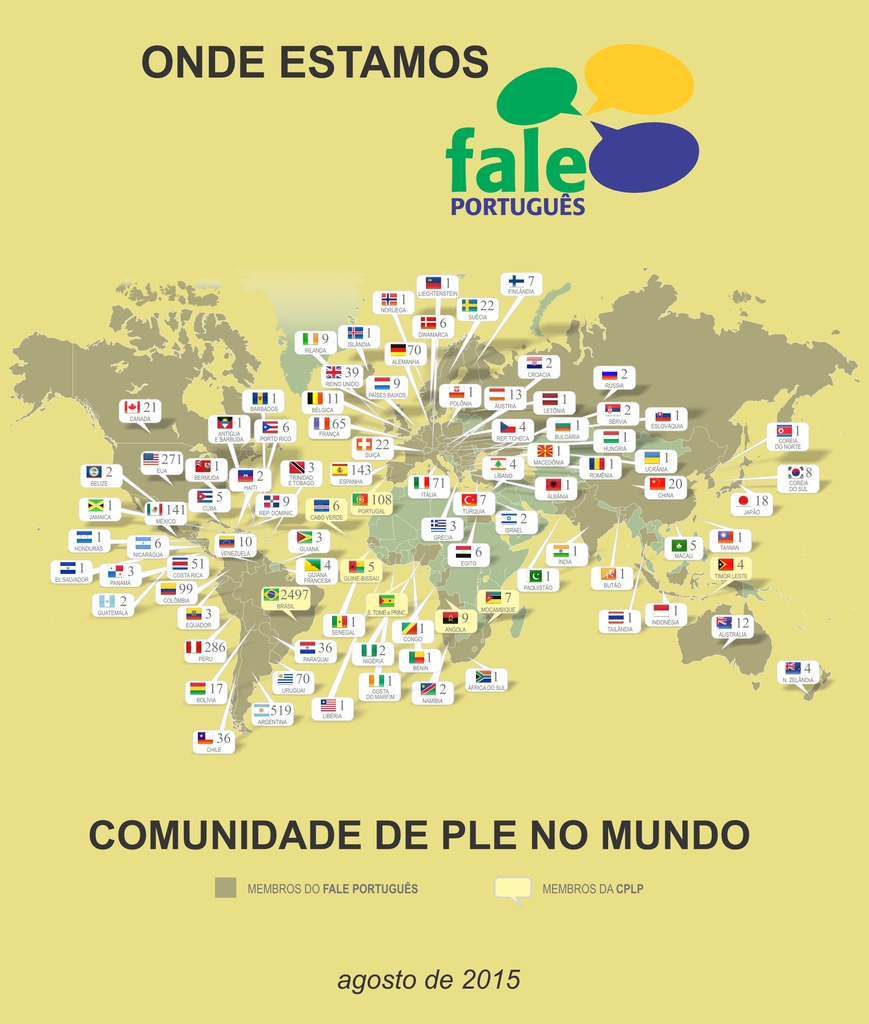 ONDE ESTAMOS
fale
PORTUGUÊS
1
LIECHTENSTEIN
7
FINLÂNDIA
1
NORUEGA
22
SUÉCIA
6
DINAMARCA
9
IRLANDA
1
ISLÂNDIA
70
ALEMANHA
2
CROÁCIA
39
REINO UNIDO
9
PAÍSES BAIXOS
2
RÚSSIA
1
POLÔNIA
13
ÁUSTRIA
1
LETÔNIA
1
BARBADOS
11
BÉLGICA
2
SÉRVIA
1
ESLOVÁQUIA
21
CANADÁ
1
ANTIGUA
E BARBUDA
6
PORTO RICO
65
FRANÇA
4
REP. TCHECA
1
BULGÁRIA
1
HUNGRIA
1
COREIA
DO NORTE
22
SUIÇA
1
MACEDÔNIA
271
EUA
1
BERMUDA
2
HAITI
3
TRINIDAD
E TOBAGO
143
ESPANHA
4
LÍBANO
1
ROMÊNIA
1
UCRÂNIA
2
BELIZE
8
COREIA
DO SUL
71
ITÁLIA
1
ALBÂNIA
20
CHINA
1
JAMAICA
141
MÉXICO
5
CUBA
9
REP. DOMINIC.
6
CABO VERDE
108
PORTUGAL
7
TURQUIA
18
JAPÃO
3
GRÉCIA
2
ISRAEL
1
HONDURAS
6
NICARÁGUA
10
VENEZUELA
3
GUIANA
6
EGITO
1
ÍNDIA
5
MACAU
1
TAIWAN
1
EL SALVADOR
3
PANAMÁ
51
COSTA RICA
4
GUIANA
FRANCESA
5
GUINÉ-BISSAU
1
PAQUISTÃO
1
BUTÃO
4
TIMOR LESTE
2
GUATEMALA
99
COLÔMBIA
2497
BRASIL
S. TOMÉ e PRÍNC.
7
MOÇAMBIQUE
3
EQUADOR
1
SENEGAL
1
CONGO
9
ANGOLA
1
TAILÂNDIA
1
INDONÉSIA
12
AUSTRÁLIA
286
PERU
36
PARAGUAI
2
NIGÉRIA
1
BENIN
17
BOLÍVIA
70
URUGUAI
1
COSTA
DO MARFIM
2
NAMÍBIA
1
ÁFRICA DO SUL
4
N. ZELÂNDIA
519
ARGENTINA
1
LIBÉRIA
36
CHILE
COMUNIDADE DE PLE NO MUNDO
MEMBROS DO FALE PORTUGUÊS
MEMBROS DA CPLP
agosto de 2015